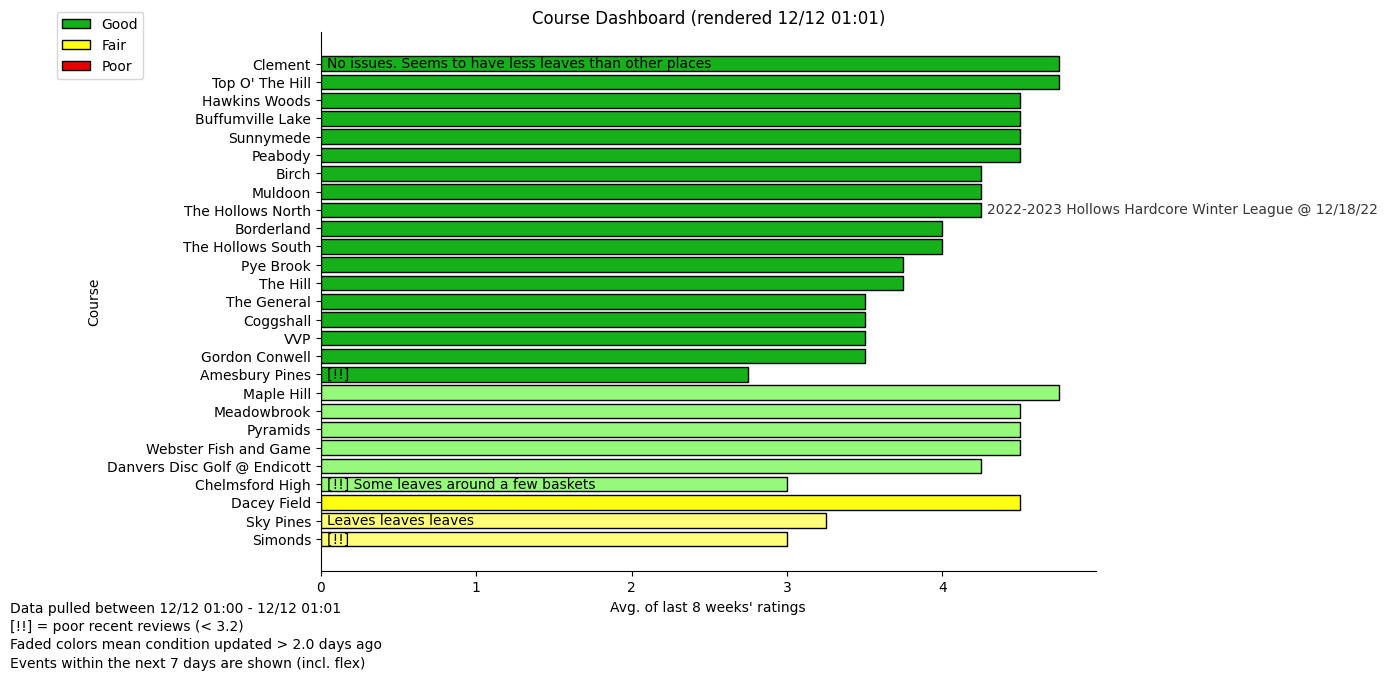 Course Dashboard (rendered 12/12 01:01)
Good
Fair
Poor
Course
Clement No issues. Seems to have less leaves than other places
Top O' The Hill
Hawkins Woods
Buffumville Lake
Sunnymede
Peabody
Birch
Muldoon
The Hollows North 2022-2023 Hollows Hardcore Winter League @ 12/18/22
Borderland
The Hollows South
Pye Brook
The Hill
The General
Coggshall
VVP
Gordon Conwell
Amesbury Pines [!!]
Maple Hill
Meadowbrook
Pyramids
Webster Fish and Game
Danvers Disc Golf @ Endicott
Chelmsford High [!!] Some leaves around a few baskets
Dacey Field
Sky Pines Leaves leaves leaves
Simonds [!!]
0 1 2 3 4
Avg. of last 8 weeks' ratings
Data pulled between 12/12 01:00 - 12/12 01:01
[!!] = poor recent reviews (< 3.2)
Faded colors mean condition updated > 2.0 days ago
Events within the next 7 days are shown (incl. flex)